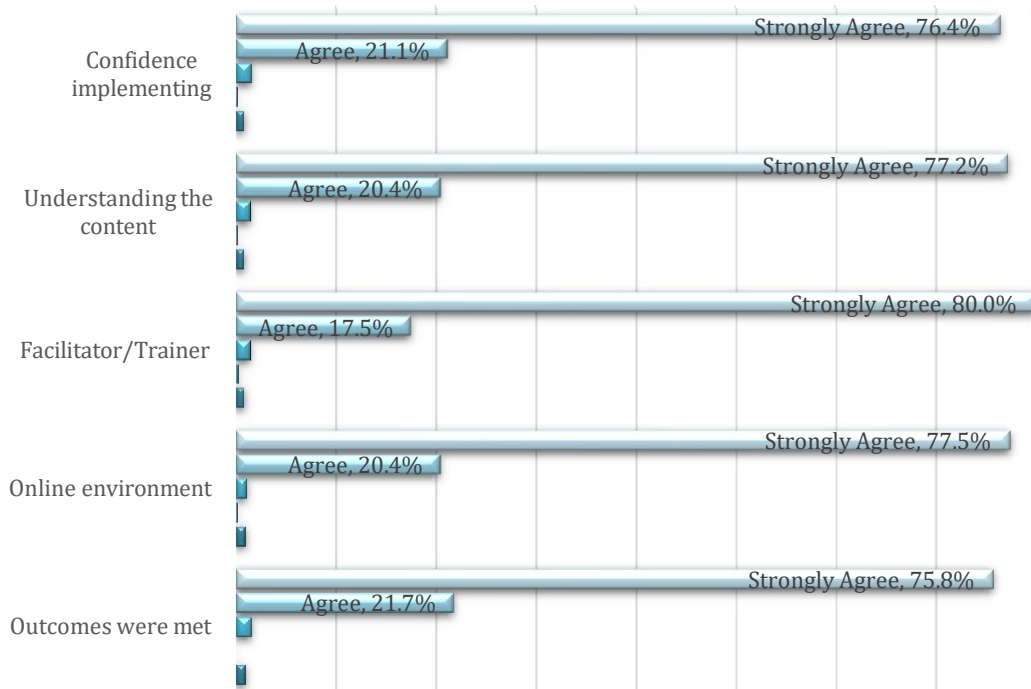 Strongly Agree, 76.4%
Agree, 21.1%
Confidence
implementing
Strongly Agree, 77.2%
Agree, 20.4%
Understanding the
content
Strongly Agree, 80.0%
Agree, 17.5%
Facilitator/Trainer
Strongly Agree, 77.5%
Agree, 20.4%
Online environment
Strongly Agree, 75.8%
Agree, 21.7%
Outcomes were met